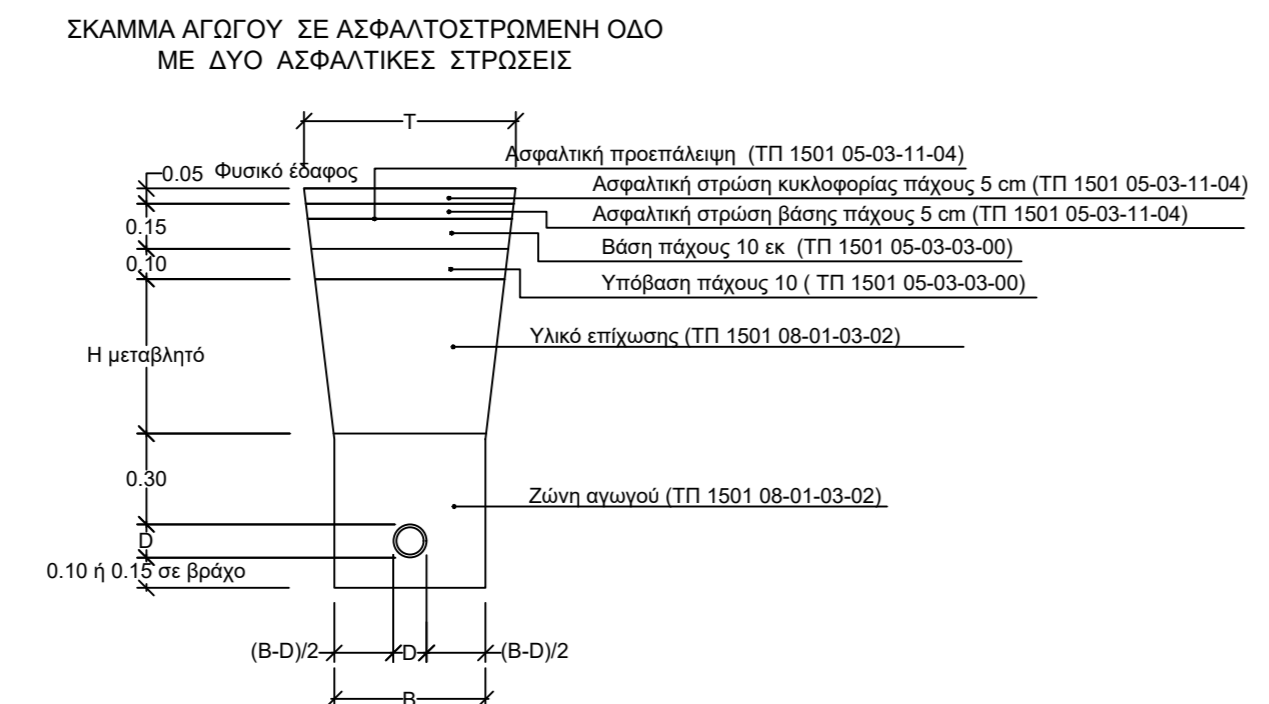 ΣΚΑΜΜΑ ΑΓΩΓΟΥ ΣΕ ΑΣΦΑΛΤΟΣΤΡΩΜΕΝΗ ΟΔΟ
ΜΕ ΔΥΟ ΑΣΦΑΛΤΙΚΕΣ ΣΤΡΩΣΕΙΣ
T
Ασφαλτική προεπάλειψη (ΤΠ 1501 05-03-11-04)
0.05 Φυσικό έδαφος
Ασφαλτική στρώση κυκλοφορίας πάχους 5 cm (ΤΠ 1501 05-03-11-04)
Ασφαλτική στρώση βάσης πάχους 5 cm (ΤΠ 1501 05-03-11-04)
0.15
Βάση πάχους 10 εκ (ΤΠ 1501 05-03-03-00)
0.10
Υπόβαση πάχους 10 ( ΤΠ 1501 05-03-03-00)
Υλικό επίχωσης (ΤΠ 1501 08-01-03-02)
Η μεταβλητό
0.30
Ζώνη αγωγού (ΤΠ 1501 08-01-03-02)
D
0.10 ή 0.15 σε βράχο
(B-D)/2 D (B-D)/2
B